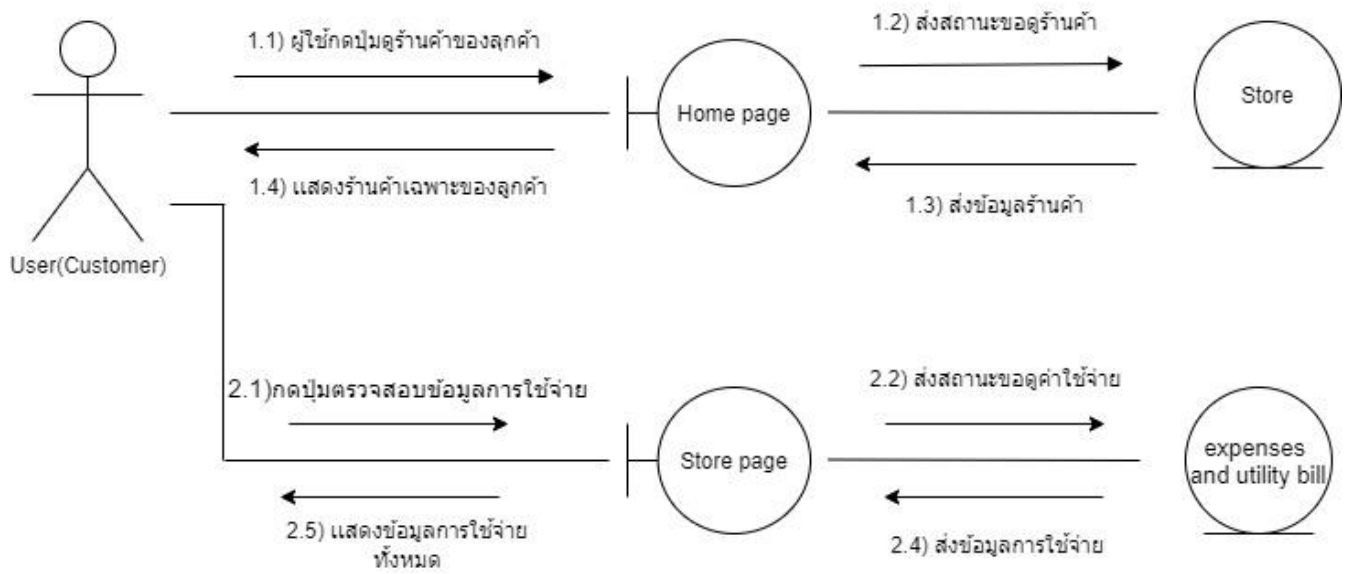 1.1) ผู้ใช้กดปุ่มดูร้านค้าของลูกค้า
1.2) ส่งสถานะขอดูร้านค้า
Home page
Store
1.4) แสดงร้านค้าเฉพาะของลูกค้า
1.3) ส่งข้อมูลร้านค้า
User(Customer)
2.1)กดปุ่มตรวจสอบข้อมูลการใช้จ่าย
2.2) ส่งสถานะขอดูค่าใช้จ่าย
Store page
expenses
and utility bill
2.5) แสดงข้อมูลการใช้จ่าย
ทั้งหมด
2.4) ส่งข้อมูลการใช้จ่าย